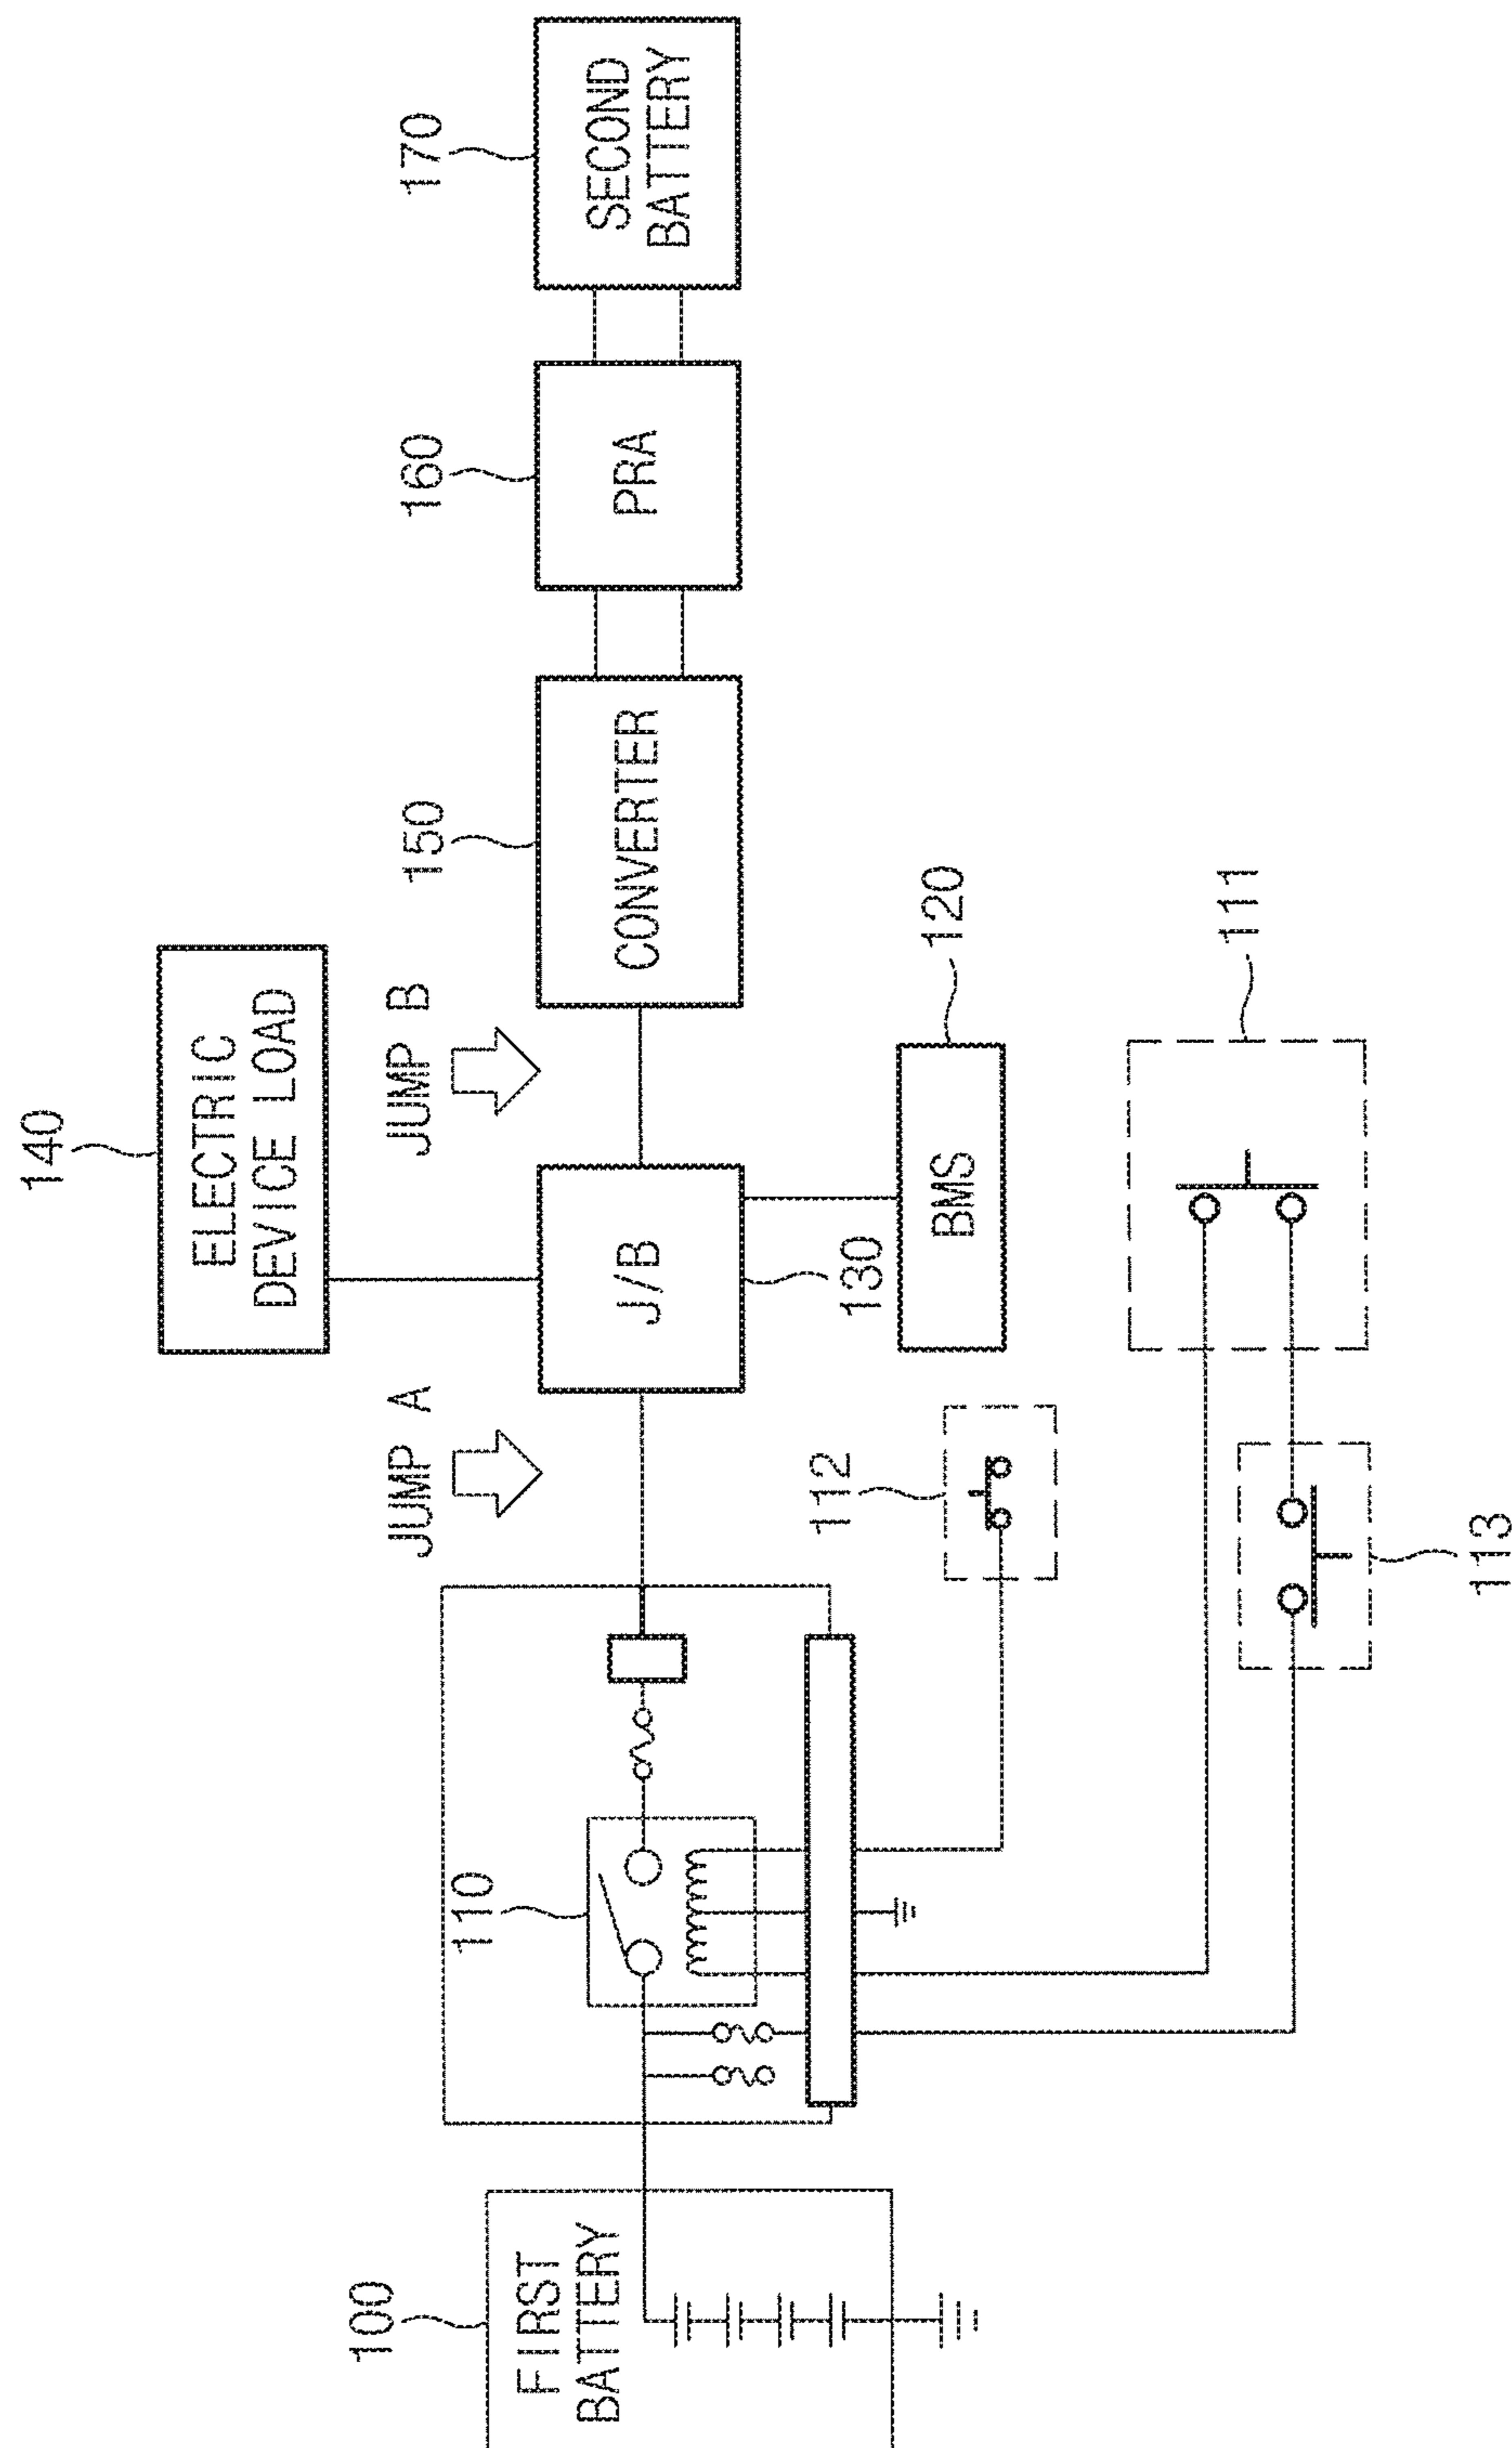 140
ELECTRIC
DEVICE LOAD
JUMP A
JUMP B
150
160
170
100
FIRST
BATTERY
110
J/B
CONVERTER
PRA
SECOND
BATTERY
112
130
BMS
120
113
111